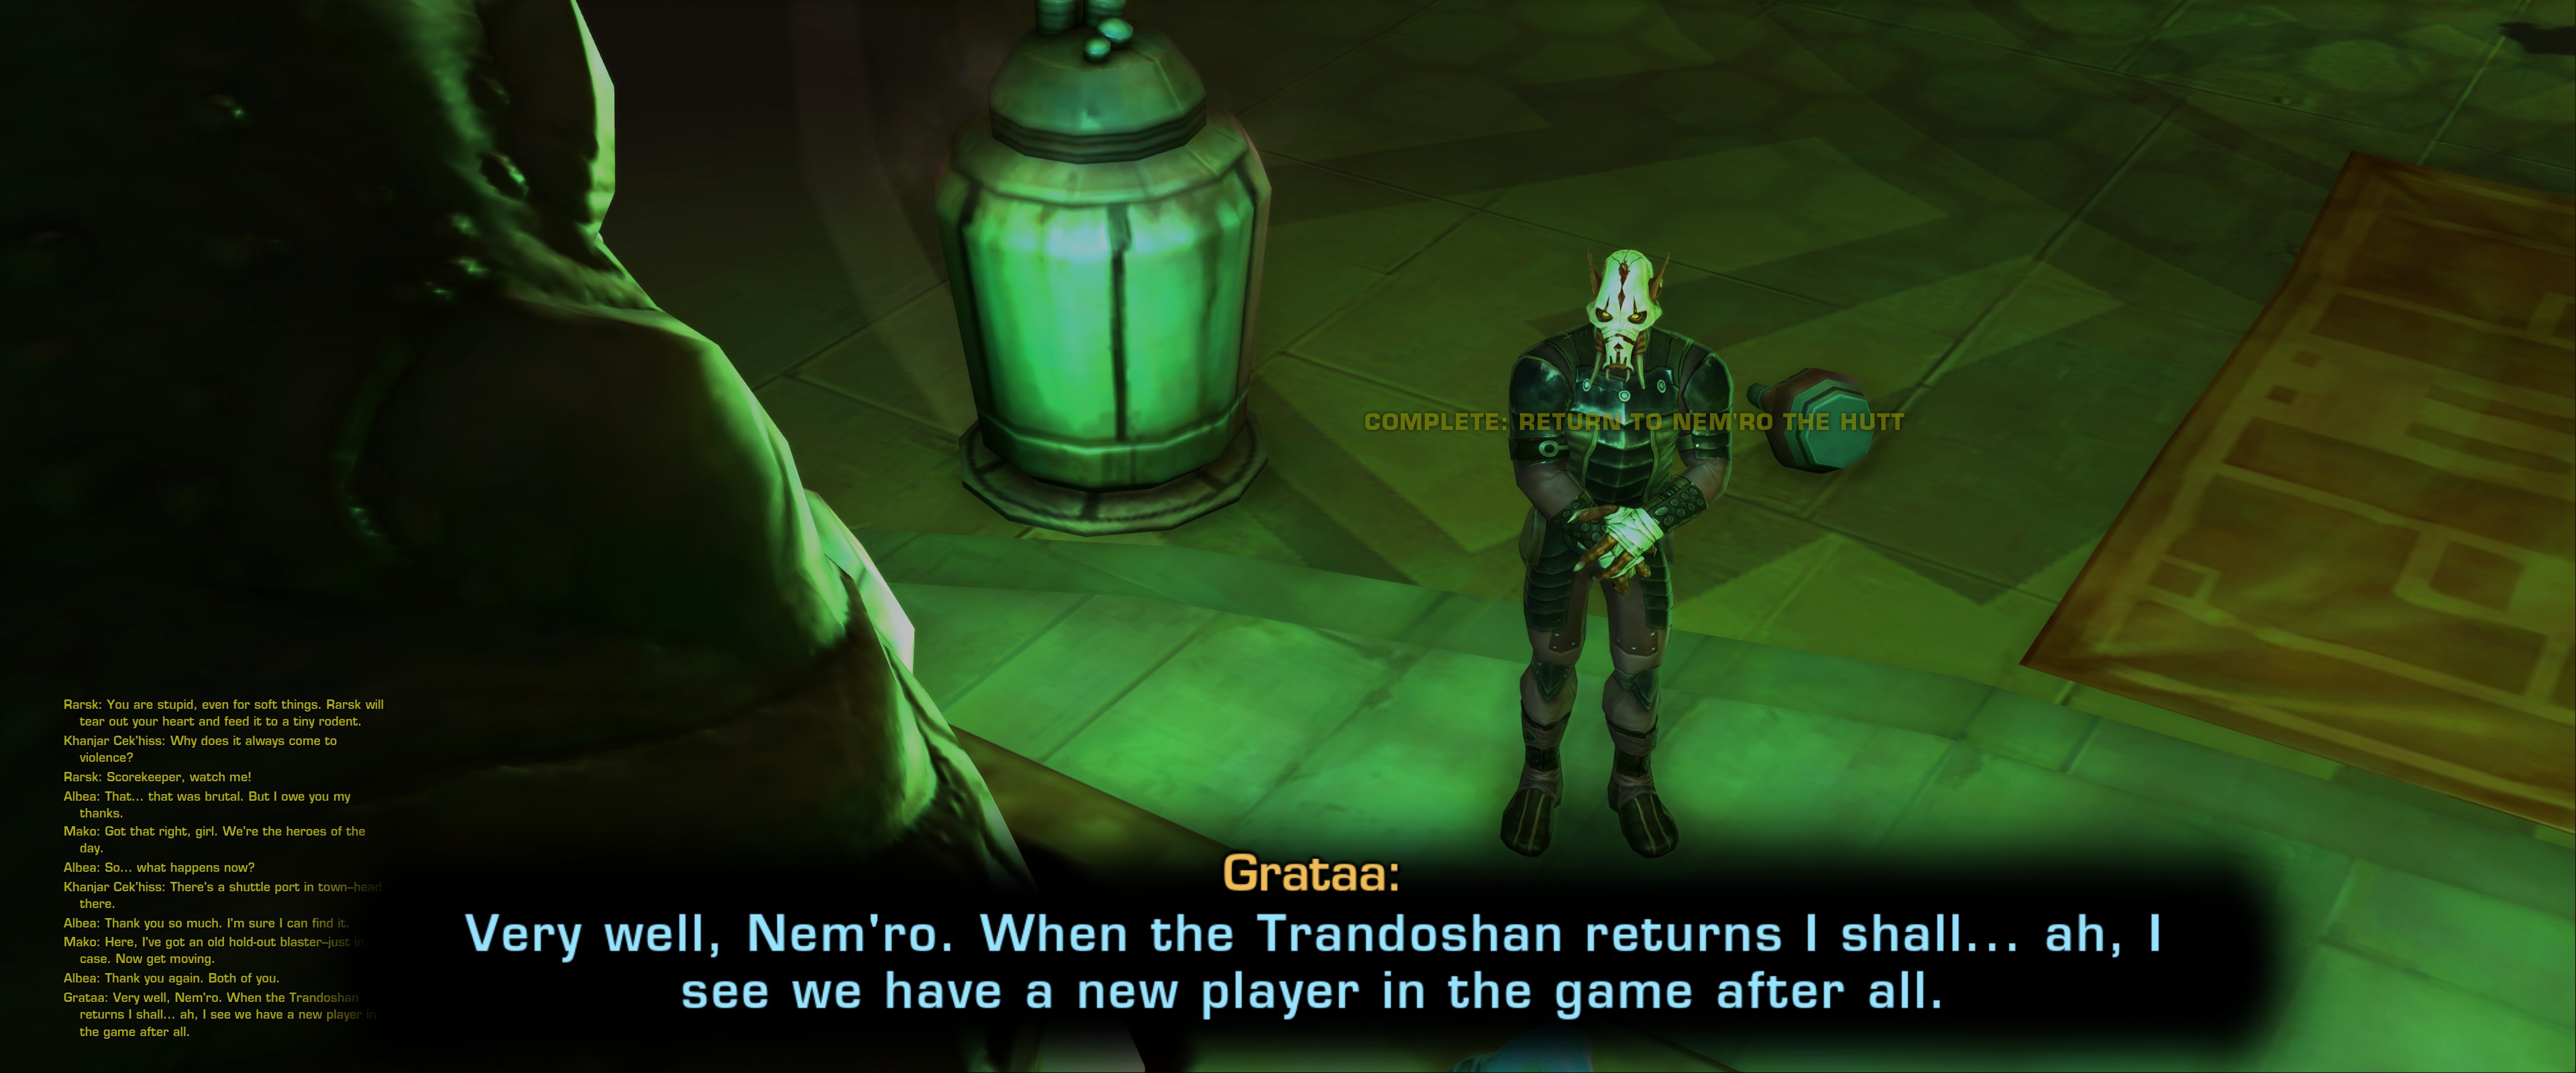 COMPLETE: RETURN TO NEM'RO THE HUTT
Rarsk: You are stupid, even for soft things. Rarsk will
tear out your heart and feed it to a tiny rodent.
Khanjar Cek'hiss: Why does it always come to
violence?
Rarsk: Scorekeeper, watch me!
Albea: That... that was brutal. But I owe you my
thanks.
Mako: Got that right, girl. We're the heroes of the
day.
Albea: So... what happens now?
Khanjar Cek'hiss: There's a shuttle port in town–head
there.
Albea: Thank you so much. I'm sure I can find it.
Mako: Here, I've got an old hold-out blaster–just in
case. Now get moving.
Albea: Thank you again. Both of you.
Grataa: Very well, Nem'ro. When the Trandoshan
returns I shall... ah, I see we have a new player in
the game after all.
Grataa:
Very well, Nem'ro. When the Trandoshan returns I shall... ah, I
see we have a new player in the game after all.